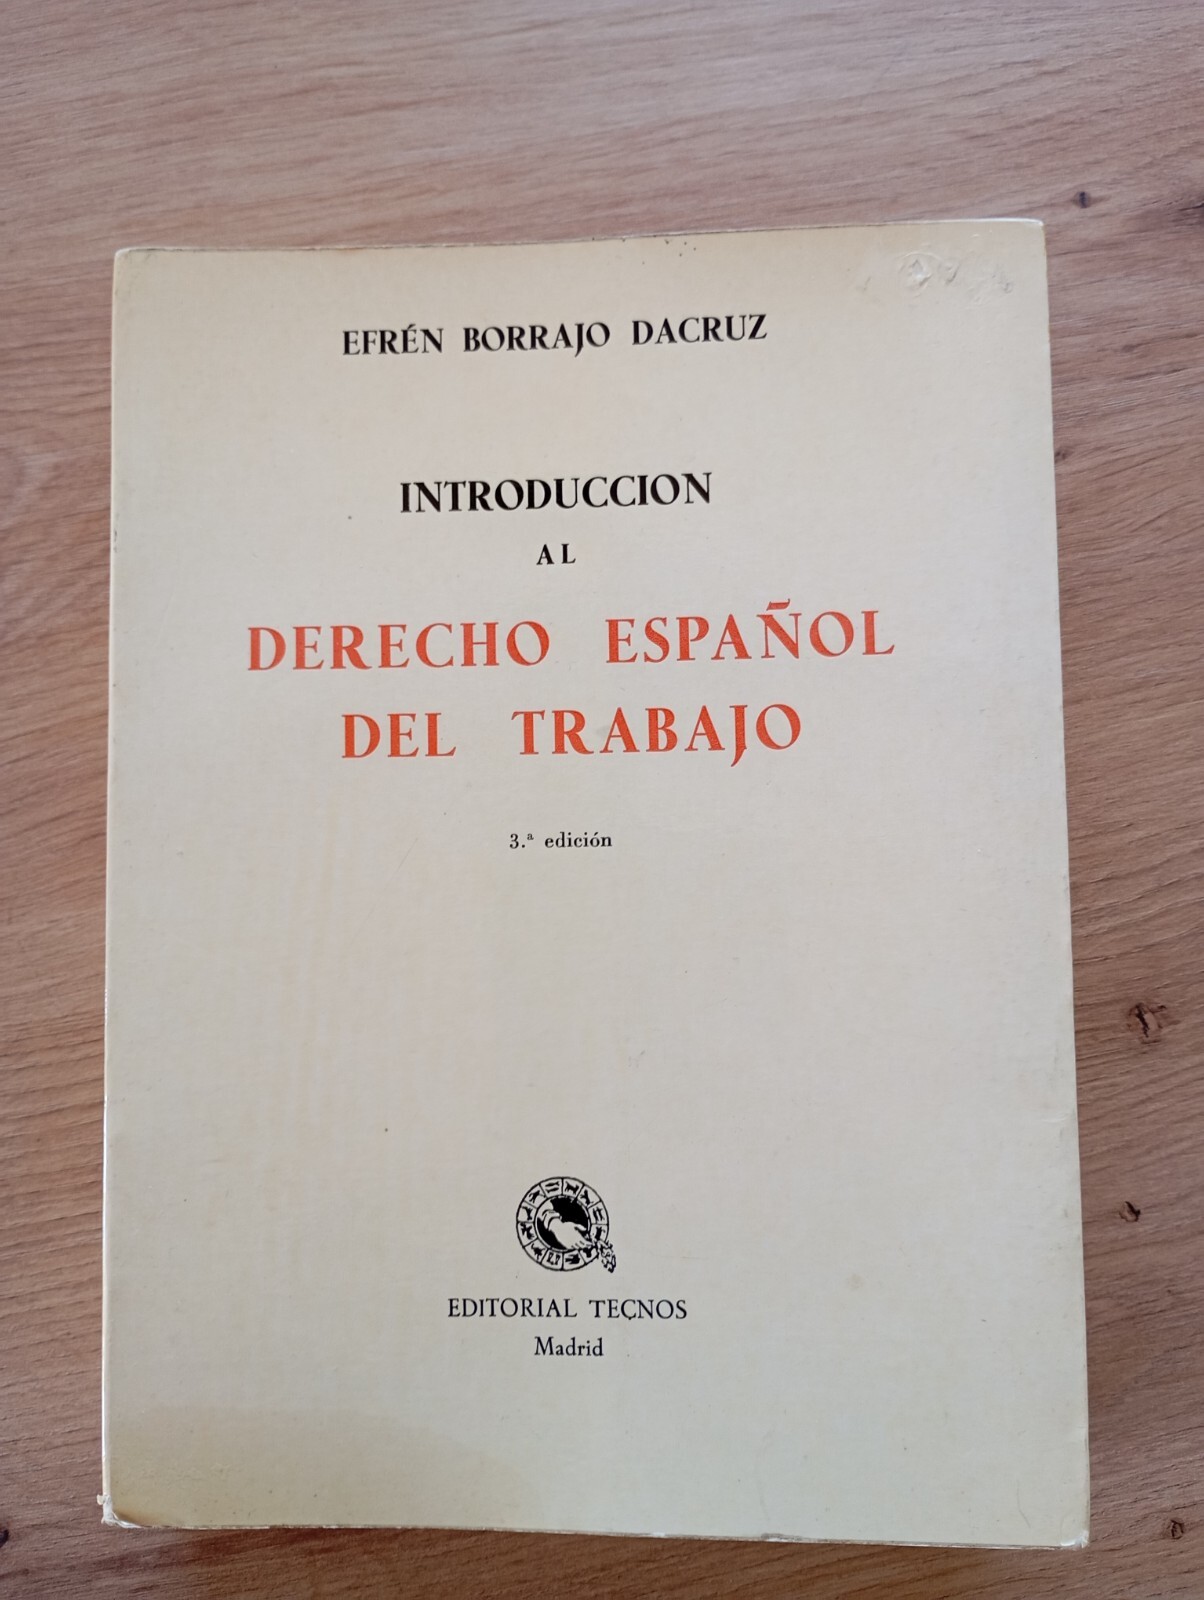 EFRÉN BORRAJO DACRUZ
INTRODUCCION
AL
DERECHO ESPAÑOL
DEL TRABAJO
3.ª edición
EDITORIAL TECNOS
Madrid